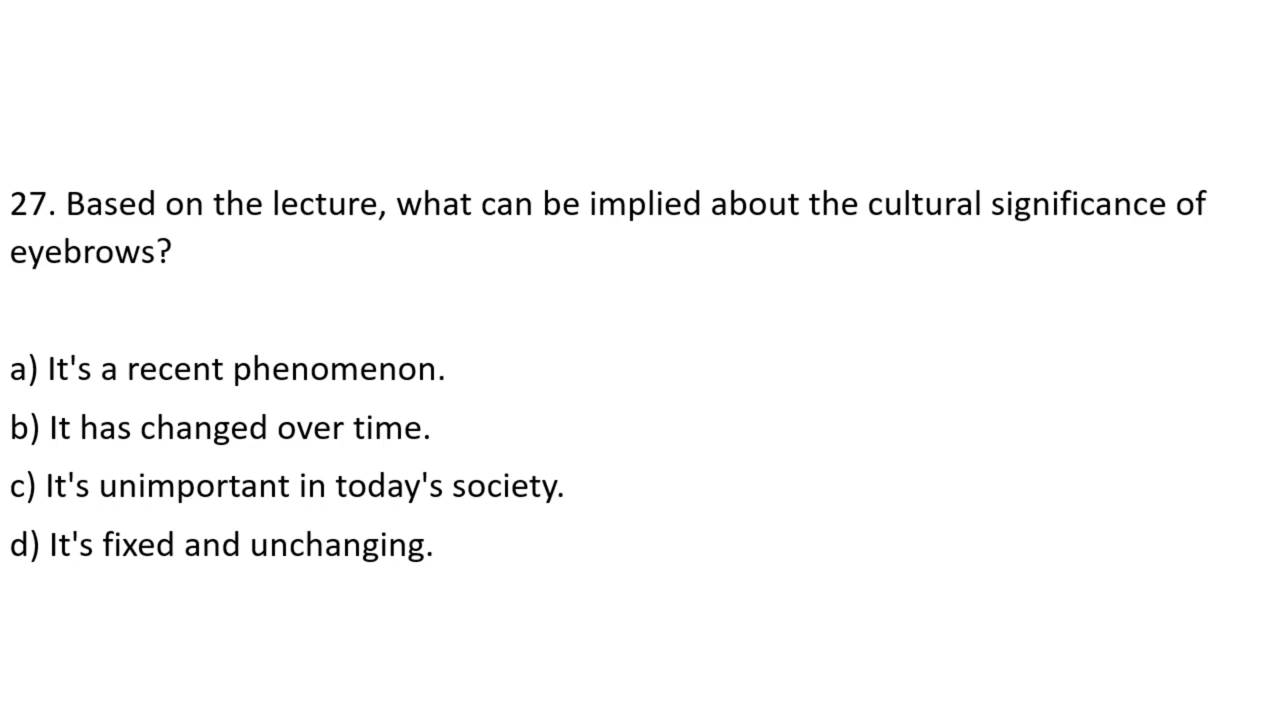 27. Based on the lecture, what can be implied about the cultural significance of
eyebrows?
a) It's a recent phenomenon.
b) It has changed over time.
c) It's unimportant in today's society.
d) It's fixed and unchanging.